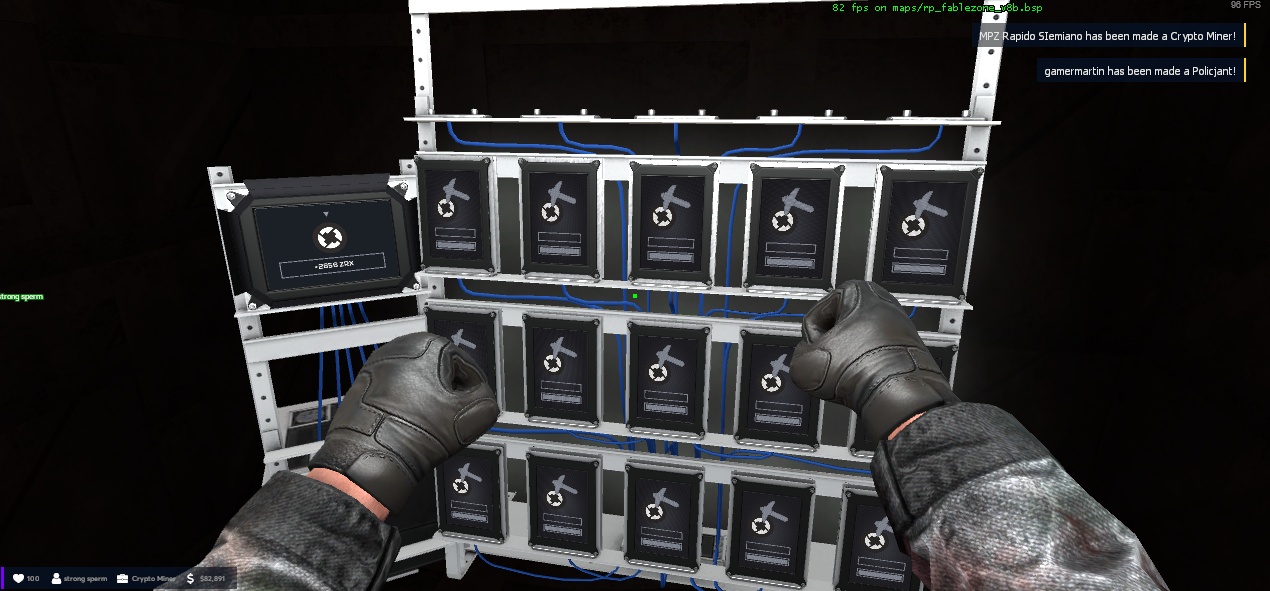 82 fps on maps/rp_fablezone_v8b.bsp
96 FPS
MPZ Rapido SIemiano has been made a Crypto Miner!
gamermartin has been made a Policjant!
+2656 ZRX
strong sperm
100
strong sperm
Crypto Miner
$82,891